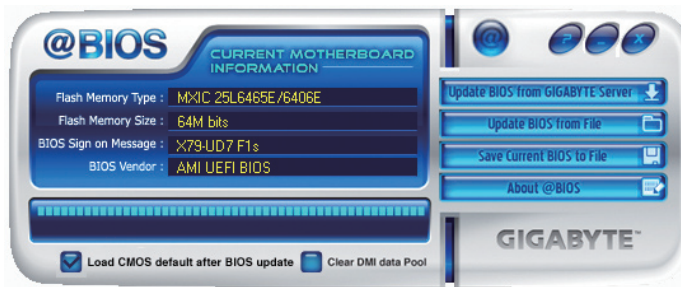 @BIOS
CURRENT MOTHERBOARD
INFORMATION
Flash Memory Type : MXIC 25L6465E/6406E
Flash Memory Size : 64M bits
BIOS Sign on Message : X79-UD7 F1s
BIOS Vendor : AMI UEFI BIOS
Load CMOS default after BIOS update
Clear DMI data Pool
@
? _ X
Update BIOS from GIGABYTE Server
Update BIOS from File
Save Current BIOS to File
About @BIOS
GIGABYTE™